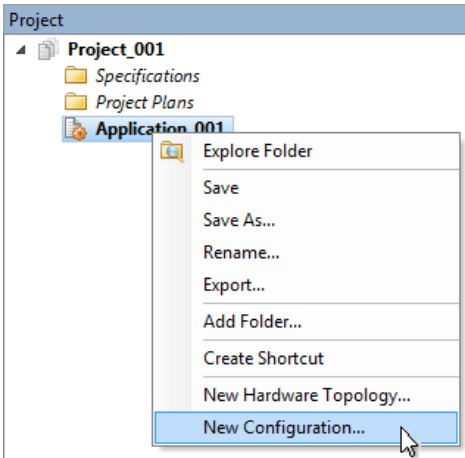 Project
Project_001
Specifications
Project Plans
Application_001
Explore Folder
Save
Save As...
Rename...
Export...
Add Folder...
Create Shortcut
New Hardware Topology...
New Configuration...